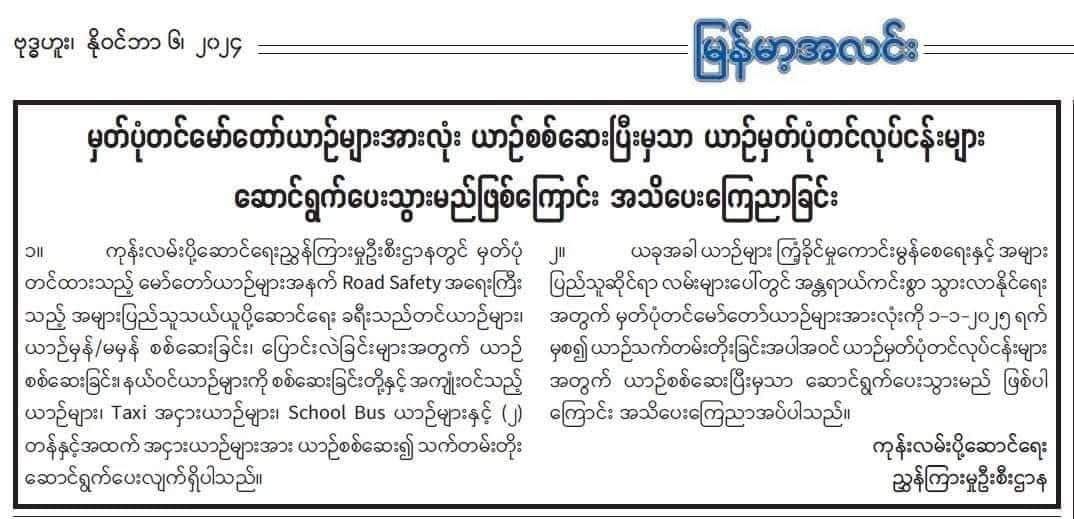 ဗုဒ္ဓဟူး၊ နိုဝင်ဘာ ၆၊ ၂၀၂၄
မြန်မာ့အလင်း
မှတ်ပုံတင်မော်တော်ယာဉ်များအားလုံး ယာဉ်စစ်ဆေးပြီးမှသာ ယာဉ်မှတ်ပုံတင်လုပ်ငန်းများ
ဆောင်ရွက်ပေးသွားမည်ဖြစ်ကြောင်း အသိပေးကြေညာခြင်း
၁။ ကုန်းလမ်းပို့ဆောင်ရေးညွှန်ကြားမှုဦးစီးဌာနတွင် မှတ်ပုံ
တင်ထားသည့် မော်တော်ယာဉ်များအနက် Road Safety အရေးကြီး
သည့် အများပြည်သူသယ်ယူပို့ဆောင်ရေး ခရီးသည်တင်ယာဉ်များ၊
ယာဉ်မှန်/မမှန် စစ်ဆေးခြင်း၊ ပြောင်းလဲခြင်းများအတွက် ယာဉ်
စစ်ဆေးခြင်း၊ နယ်ဝင်ယာဉ်များကို စစ်ဆေးခြင်းတို့နှင့် အကျုံးဝင်သည့်
ယာဉ်များ၊ Taxi အငှားယာဉ်များ၊ School Bus ယာဉ်များနှင့် (၂)
တန်နှင့်အထက် အငှားယာဉ်များအား ယာဉ်စစ်ဆေး၍ သက်တမ်းတိုး
ဆောင်ရွက်ပေးလျက်ရှိပါသည်။
၂။ ယခုအခါ ယာဉ်များ ကြံ့ခိုင်မှုကောင်းမွန်စေရေးနှင့် အများ
ပြည်သူဆိုင်ရာ လမ်းများပေါ်တွင် အန္တရာယ်ကင်းစွာ သွားလာနိုင်ရေး
အတွက် မှတ်ပုံတင်မော်တော်ယာဉ်များအားလုံးကို ၁-၁-၂၀၂၅ ရက်
မှစ၍ ယာဉ်သက်တမ်းတိုးခြင်းအပါအဝင် ယာဉ်မှတ်ပုံတင်လုပ်ငန်းများ
အတွက် ယာဉ်စစ်ဆေးပြီးမှသာ ဆောင်ရွက်ပေးသွားမည် ဖြစ်ပါ
ကြောင်း အသိပေးကြေညာအပ်ပါသည်။
ကုန်းလမ်းပို့ဆောင်ရေး
ညွှန်ကြားမှုဦးစီးဌာန